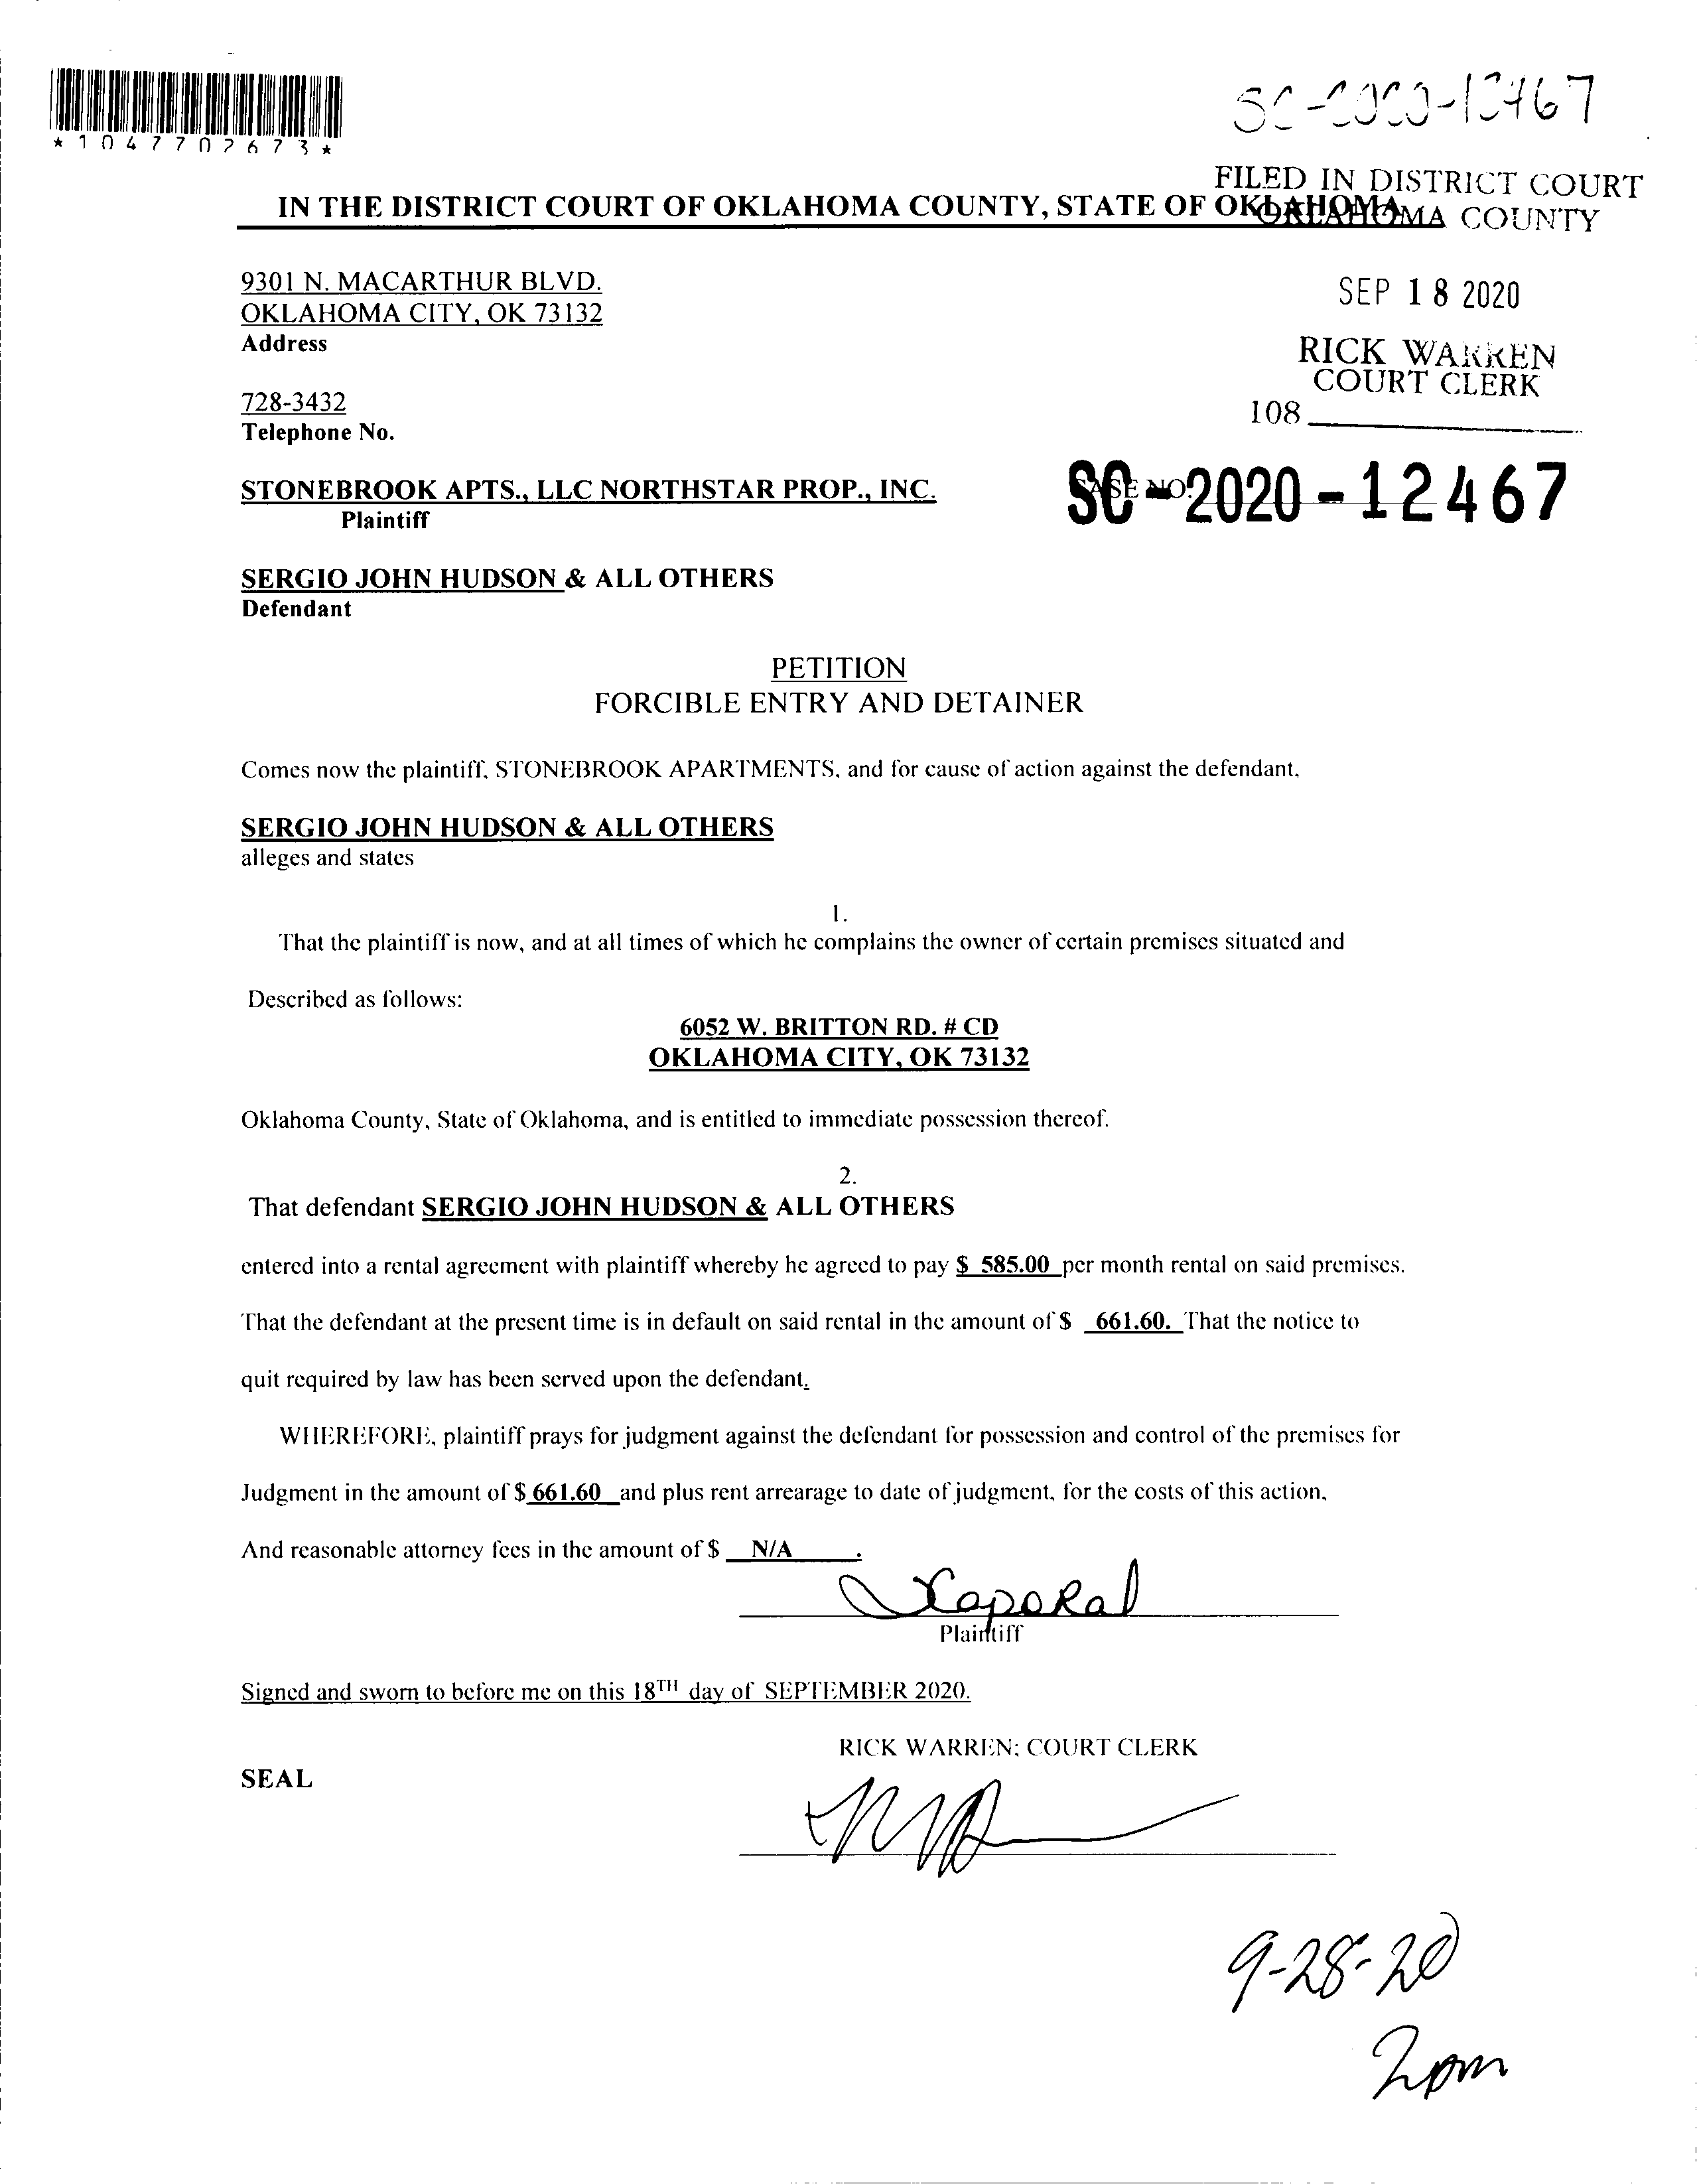 SC-2020-12467
*1047702673*
FILED IN DISTRICT COURT
OKLAHOMA COUNTY
IN THE DISTRICT COURT OF OKLAHOMA COUNTY, STATE OF OKLAHOMA
9301 N. MACARTHUR BLVD.
OKLAHOMA CITY, OK 73132
Address
SEP 18 2020
RICK WARREN
COURT CLERK
108
728-3432
Telephone No.
STONEBROOK APTS., LLC NORTHSTAR PROP., INC.
Plaintiff
CASE NO.
SC-2020-12467
SERGIO JOHN HUDSON & ALL OTHERS
Defendant
PETITION
FORCIBLE ENTRY AND DETAINER
Comes now the plaintiff, STONEBROOK APARTMENTS, and for cause of action against the defendant,
SERGIO JOHN HUDSON & ALL OTHERS
alleges and states
1.
That the plaintiff is now, and at all times of which he complains the owner of certain premises situated and
Described as follows:
6052 W. BRITTON RD. # CD
OKLAHOMA CITY, OK 73132
Oklahoma County, State of Oklahoma, and is entitled to immediate possession thereof.
2.
That defendant SERGIO JOHN HUDSON & ALL OTHERS
entered into a rental agreement with plaintiff whereby he agreed to pay $ 585.00 per month rental on said premises.
That the defendant at the present time is in default on said rental in the amount of $ 661.60. That the notice to
quit required by law has been served upon the defendant.
WHEREFORE, plaintiff prays for judgment against the defendant for possession and control of the premises for
Judgment in the amount of $ 661.60 and plus rent arrearage to date of judgment, for the costs of this action,
And reasonable attorney fees in the amount of $ N/A .
Plaintiff
Signed and sworn to before me on this 18TH day of SEPTEMBER 2020.
RICK WARREN; COURT CLERK
SEAL
9-28-20
2pm